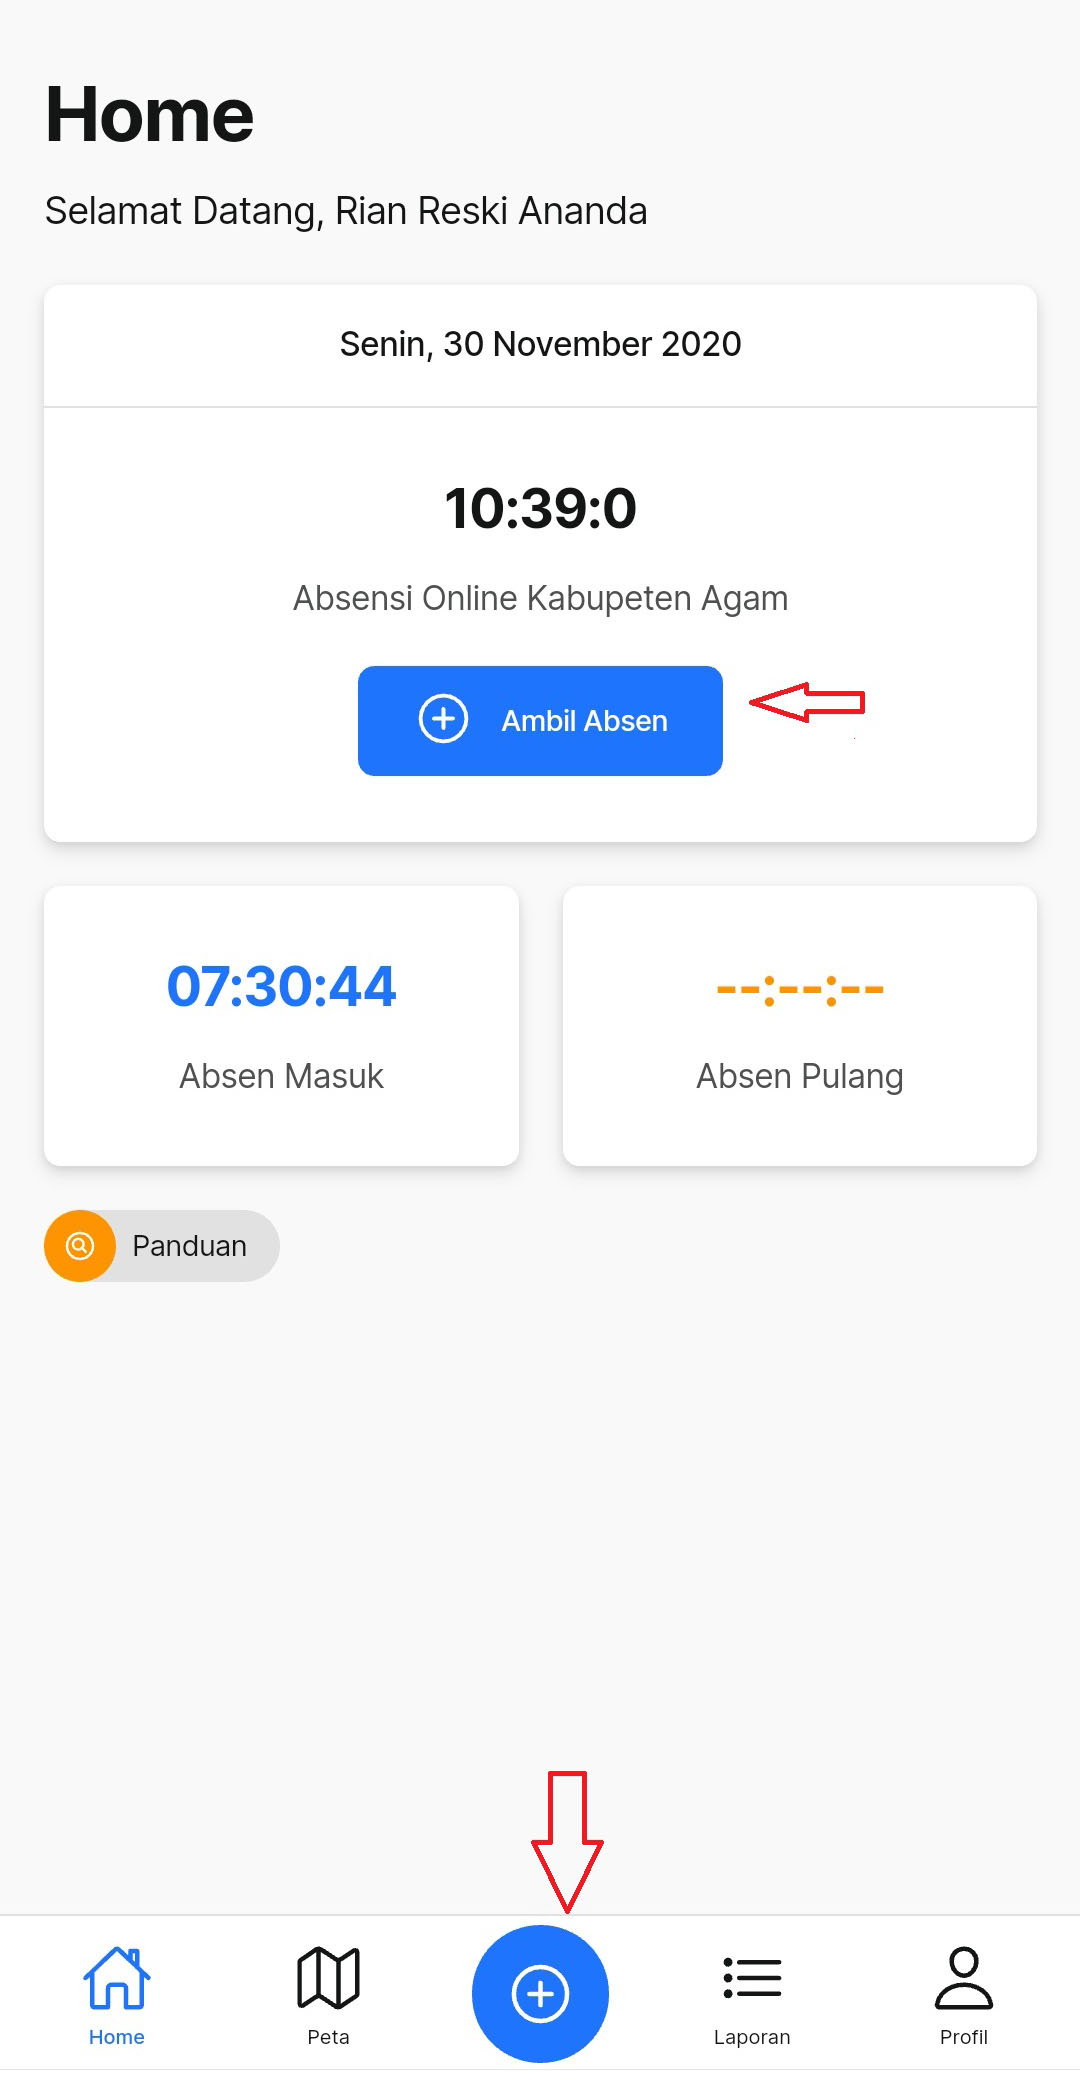 Home
Selamat Datang, Rian Reski Ananda
Senin, 30 November 2020
10:39:0
Absensi Online Kabupeten Agam
Ambil Absen
07:30:44
Absen Masuk
--:--:--
Absen Pulang
Panduan
Home
Peta
Laporan
Profil